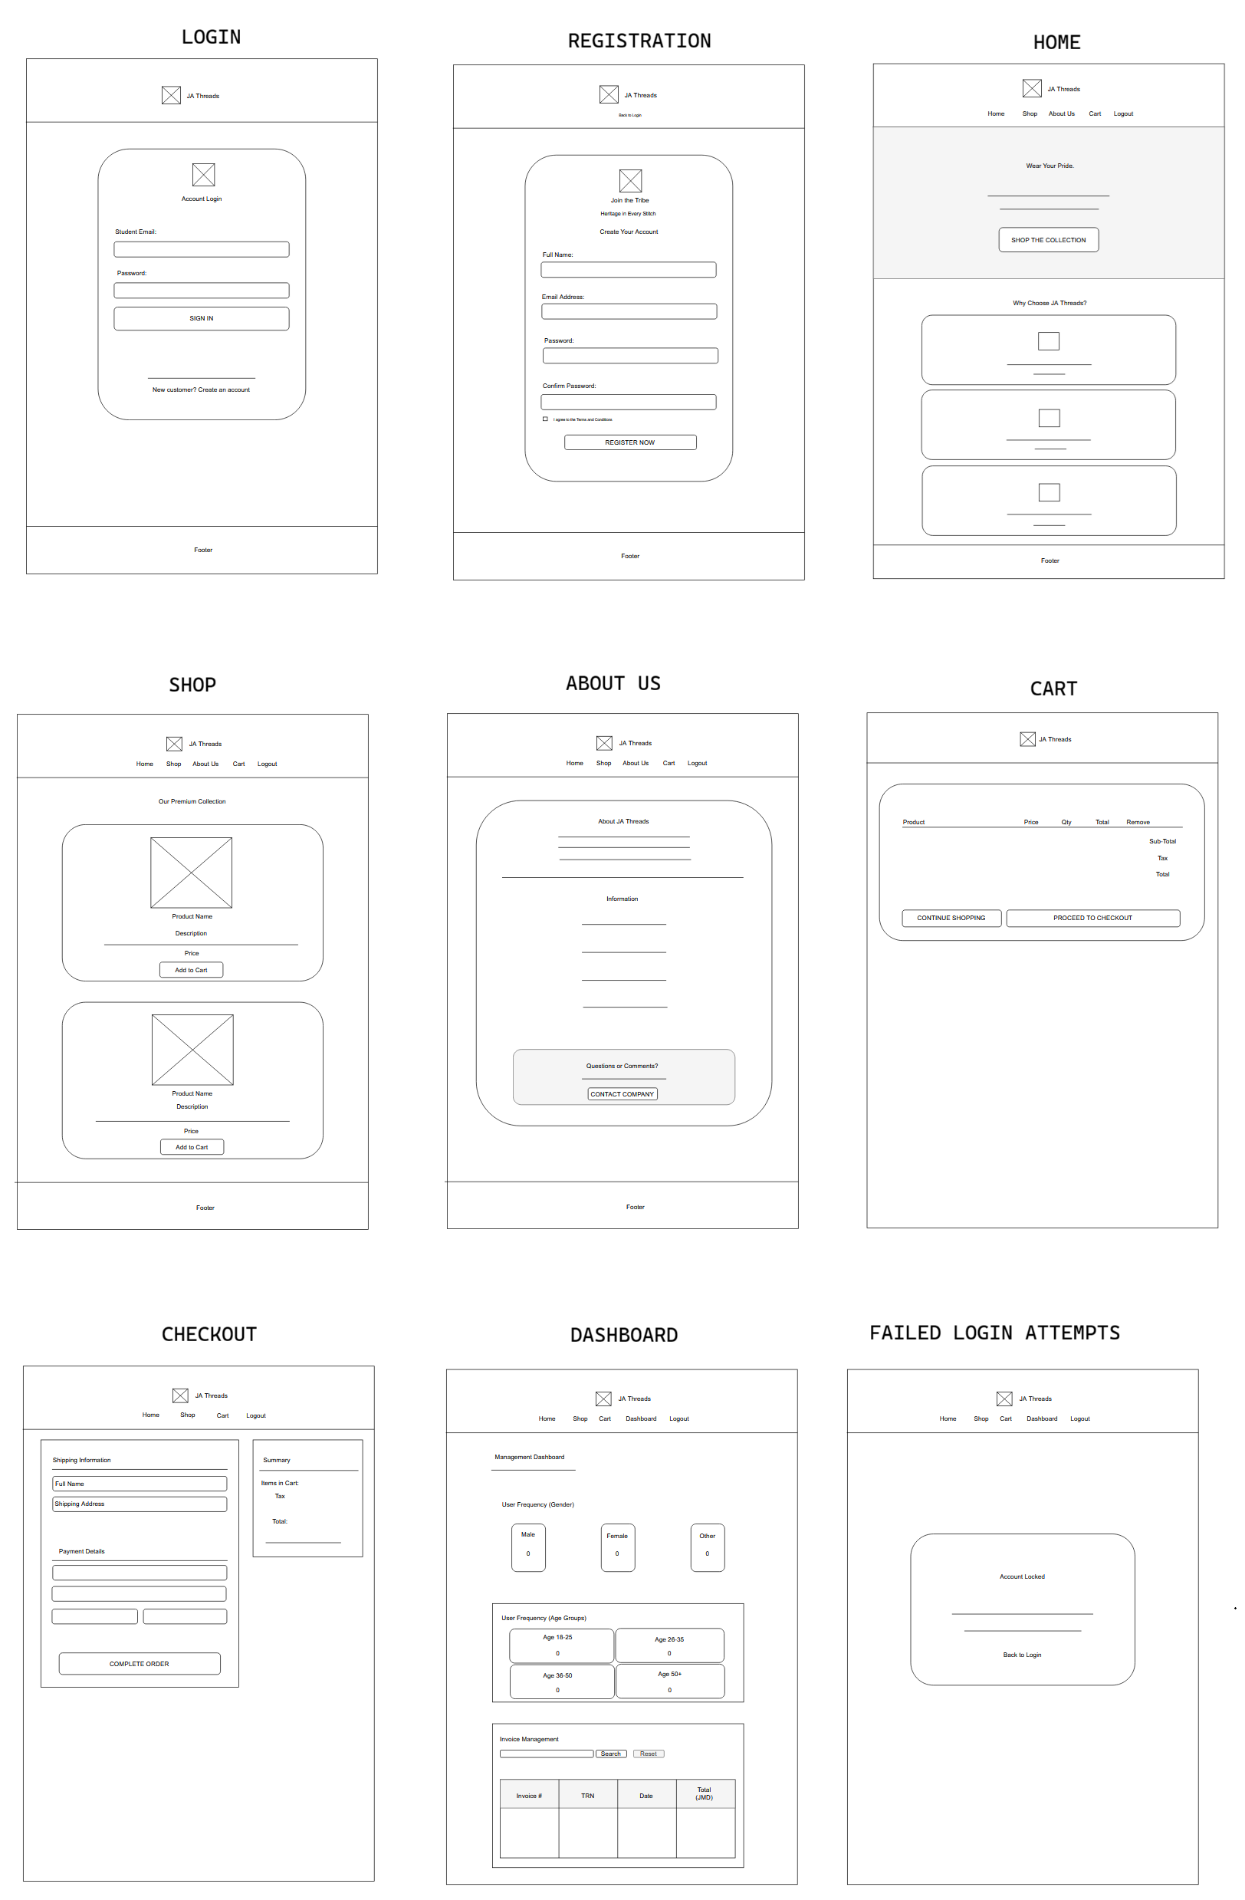 LOGIN
JA Threads
Account Login
Student Email:
Password:
SIGN IN
New customer? Create an account
Footer
REGISTRATION
JA Threads
Back to Login
Join the Tribe
Heritage in Every Stitch
Create Your Account
Full Name:
Email Address:
Password:
Confirm Password:
I agree to the Terms and Conditions
REGISTER NOW
Footer
HOME
JA Threads
Home Shop About Us Cart Logout
Wear Your Pride.
SHOP THE COLLECTION
Why Choose JA Threads?
Footer
SHOP
JA Threads
Home Shop About Us Cart Logout
Our Premium Collection
Product Name
Description
Price
Add to Cart
Product Name
Description
Price
Add to Cart
Footer
ABOUT US
JA Threads
Home Shop About Us Cart Logout
About JA Threads
Information
Questions or Comments?
CONTACT COMPANY
Footer
CART
JA Threads
Product Price Qty Total Remove
Sub-Total
Tax
Total
CONTINUE SHOPPING PROCEED TO CHECKOUT
CHECKOUT
JA Threads
Home Shop Cart Logout
Shipping Information
Full Name
Shipping Address
Payment Details
COMPLETE ORDER
Summary
Items in Cart
Tax
Total:
DASHBOARD
JA Threads
Home Shop Cart Dashboard Logout
Management Dashboard
User Frequency (Gender)
Male Female Other
0 0 0
User Frequency (Age Groups)
Age 18-25 Age 26-35
0 0
Age 36-50 Age 50+
0 0
Invoice Management
Search Reset
Invoice # TRN Date Total
(JMD)
FAILED LOGIN ATTEMPTS
JA Threads
Home Shop Cart Dashboard Logout
Account Locked
Back to Login